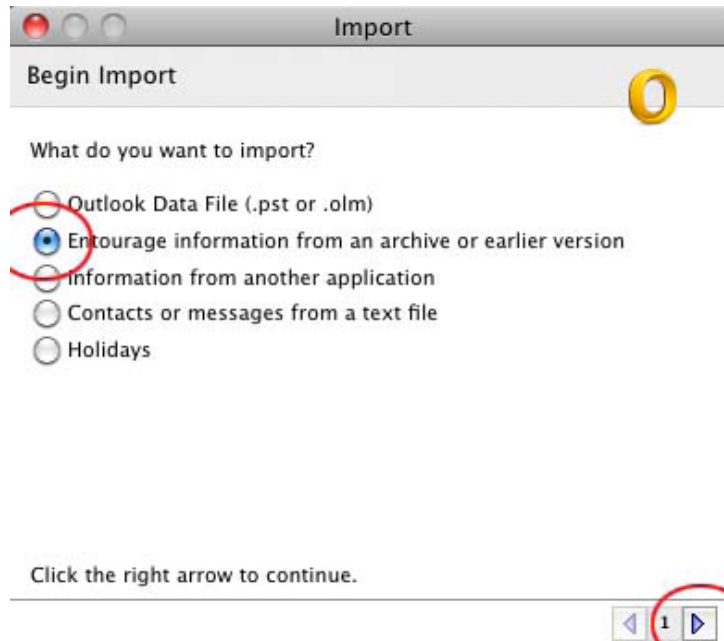 Import
Begin Import
What do you want to import?
Outlook Data File (.pst or .olm)
Entourage information from an archive or earlier version
Information from another application
Contacts or messages from a text file
Holidays
Click the right arrow to continue.
1